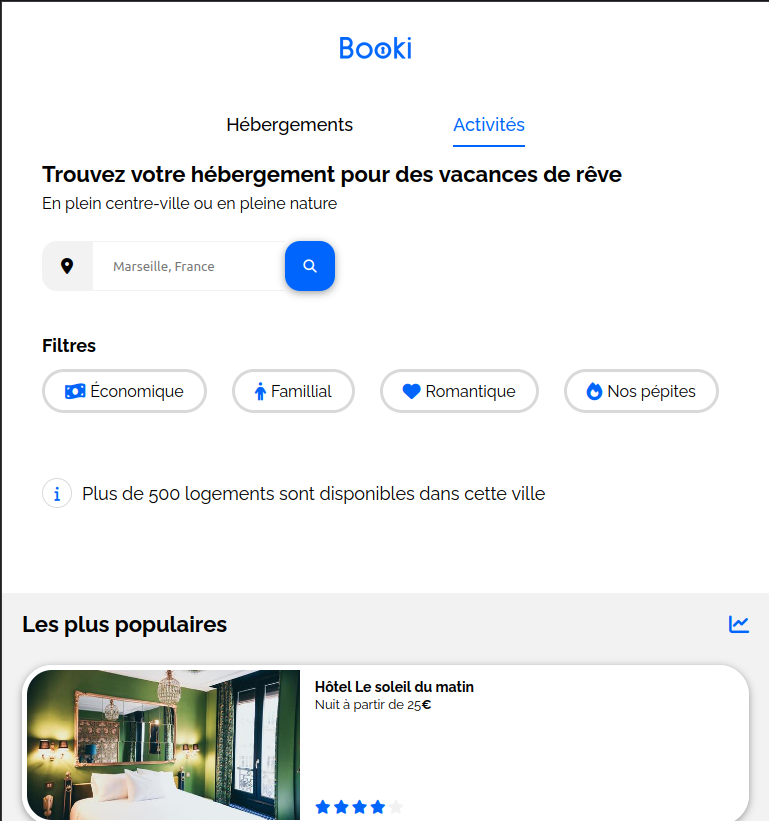 Booki
Hébergements
Activités
Trouvez votre hébergement pour des vacances de rêve
En plein centre-ville ou en pleine nature
Marseille, France
Filtres
Économique
Famillial
Romantique
Nos pépites
Plus de 500 logements sont disponibles dans cette ville
Les plus populaires
Hôtel Le soleil du matin
Nuit à partir de 25€